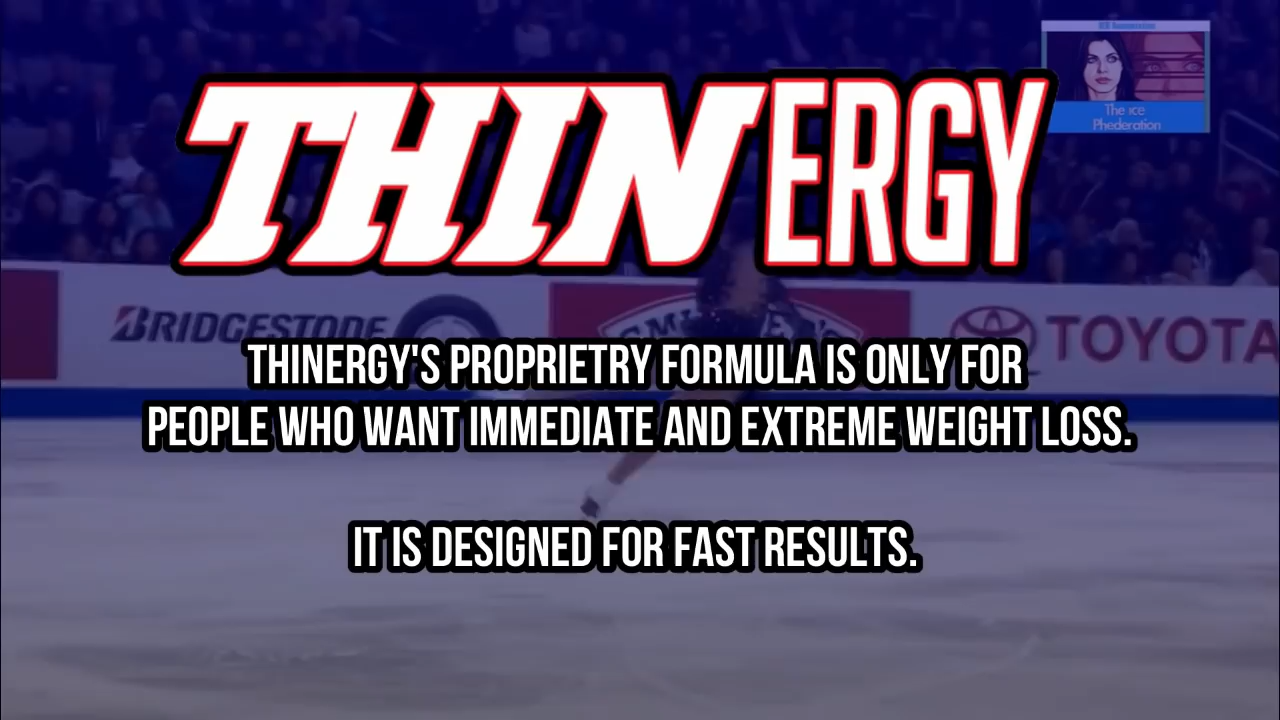 The ice
Phederation
THINERGY
BRIDGESTONE
TOYOTA
THINERGY'S PROPRIETRY FORMULA IS ONLY FOR
PEOPLE WHO WANT IMMEDIATE AND EXTREME WEIGHT LOSS.
IT IS DESIGNED FOR FAST RESULTS.